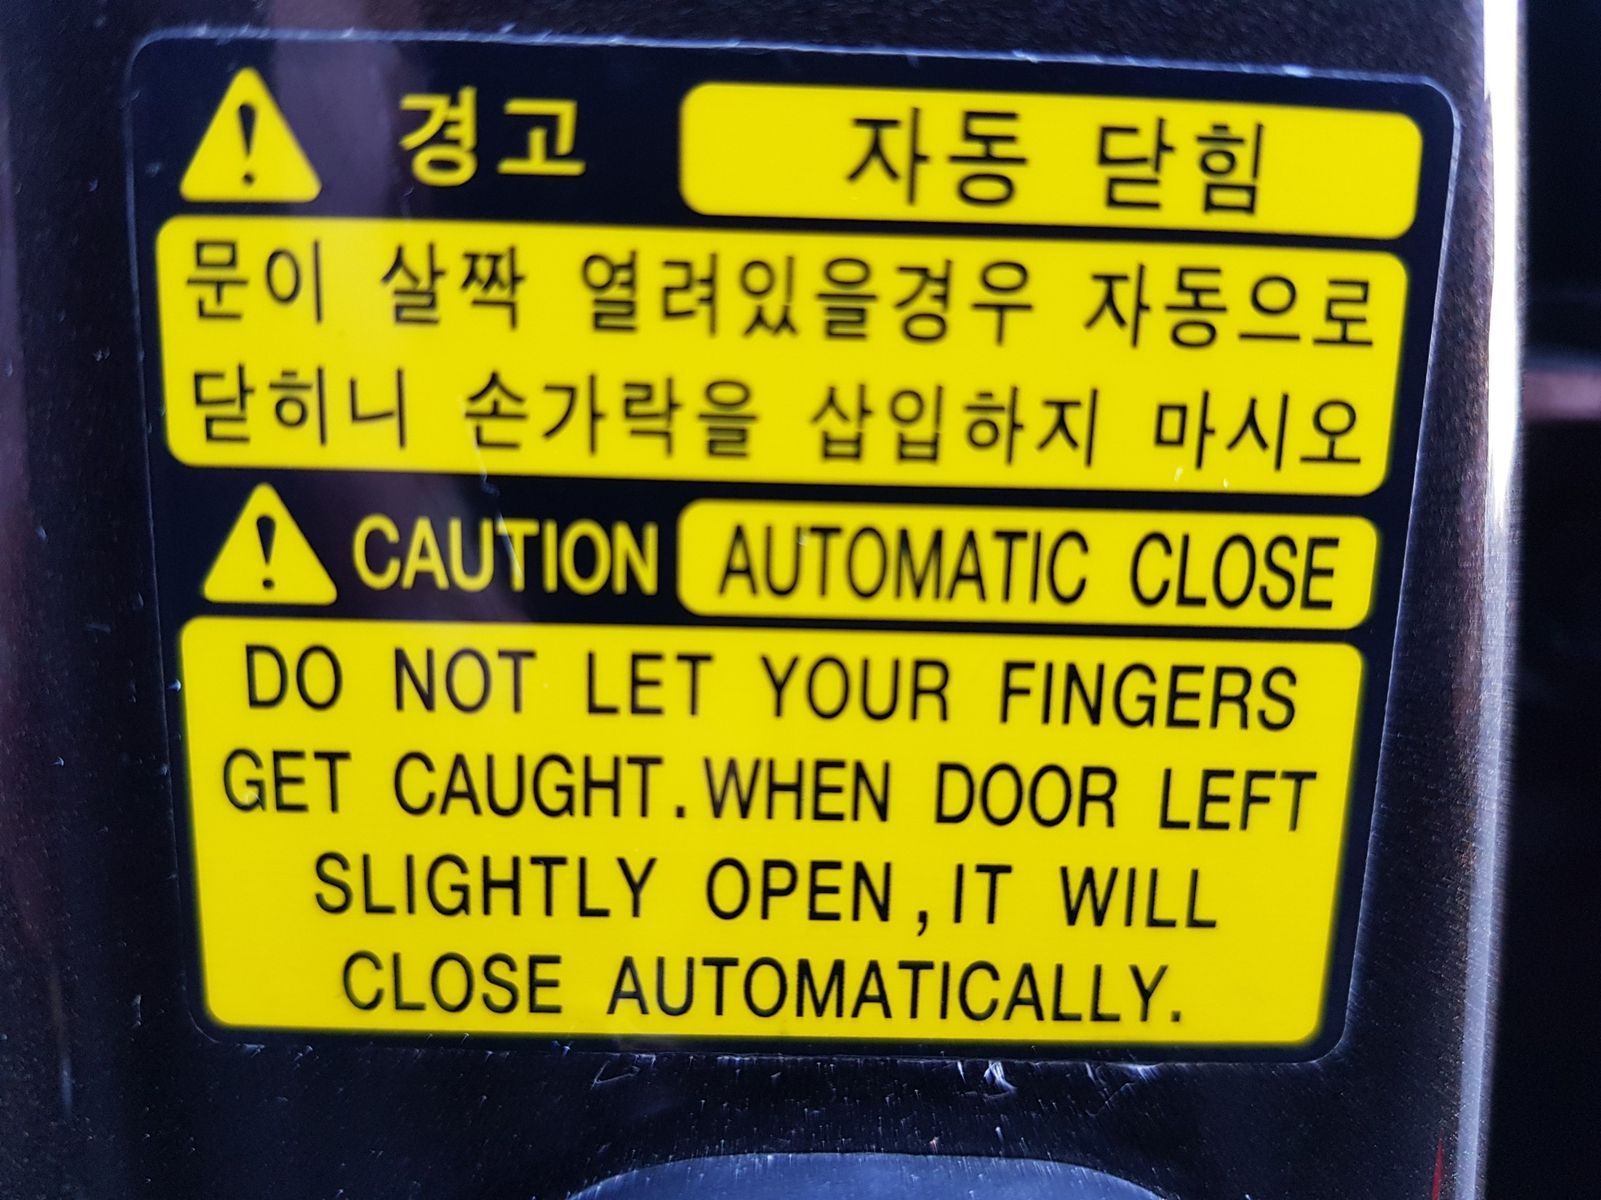 경고 자동 닫힘
문이 살짝 열려있을경우 자동으로
닫히니 손가락을 삽입하지 마시오
CAUTION AUTOMATIC CLOSE
DO NOT LET YOUR FINGERS
GET CAUGHT.WHEN DOOR LEFT
SLIGHTLY OPEN,IT WILL
CLOSE AUTOMATICALLY.